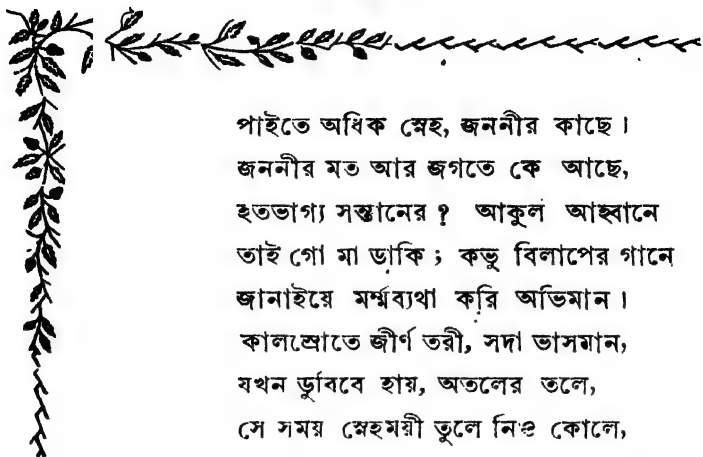 পাইতে অধিক স্নেহ, জননীর কাছে।
জননীর মত আর জগতে কে আছে,
হতভাগ্য সন্তানের ? আকুল আহ্বানে
তাই গো মা ডাকি ; কভু বিলাপের গানে
জানাইয়ে মর্ম্মব্যথা করি অভিমান।
কালস্রোতে জীর্ণ তরী, সদা ভাসমান,
যখন ডুবিবে হায়, অতলের তলে,
সে সময় স্নেহময়ী তুলে নিও কোলে,